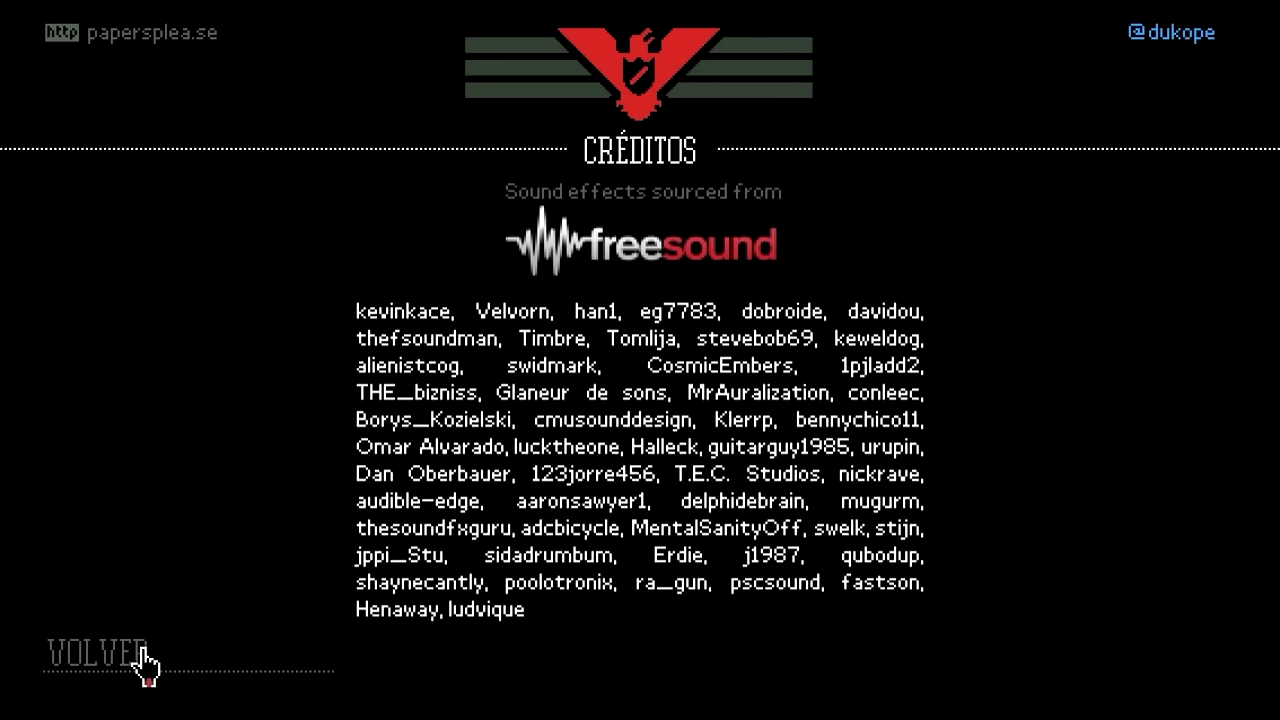 http papersplea.se
@dukope
CRÉDITOS
Sound effects sourced from
freesound
kevinkace, Velvorn, han1, eg7783, dobroide, davidou,
thefsoundman, Timbre, Tomlija, stevebob69, keweldog,
alienistcog, swidmark, CosmicEmbers, 1pjladd2,
THE_bizniss, Glaneur de sons, MrAuralization, conleec,
Borys_Kozielski, cmusounddesign, Klerrp, bennychico11,
Omar Alvarado, lucktheone, Halleck, guitarguy1985, urupin,
Dan Oberbauer, 123jorre456, T.E.C. Studios, nickrave,
audible-edge, aaronsawyer1, delphidebrain, mugurm,
thesoundfxguru, adcbicycle, MentalSanityOff, swelk, stijn,
jppi_Stu, sidadrumbum, Erdie, j1987, qubodup,
shaynecantly, poolotronix, ra_gun, pscsound, fastson,
Henaway, ludvique
VOLVER